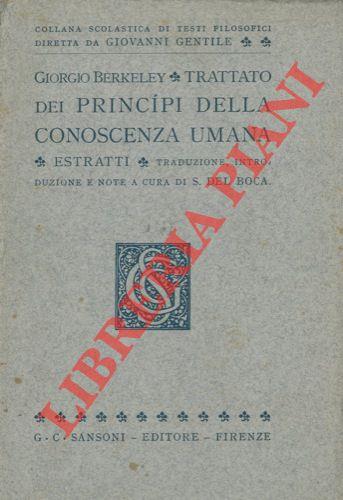 COLLANA SCOLASTICA DI TESTI FILOSOFICI
DIRETTA DA GIOVANNI GENTILE
GIORGIO BERKELEY TRATTATO
DEI PRINCÍPI DELLA
CONOSCENZA UMANA
ESTRATTI TRADUZIONE, INTRO-
DUZIONE E NOTE A CURA DI S. DEL BOCA.
LIBRERIA PIANI
G · C · SANSONI – EDITORE – FIRENZE